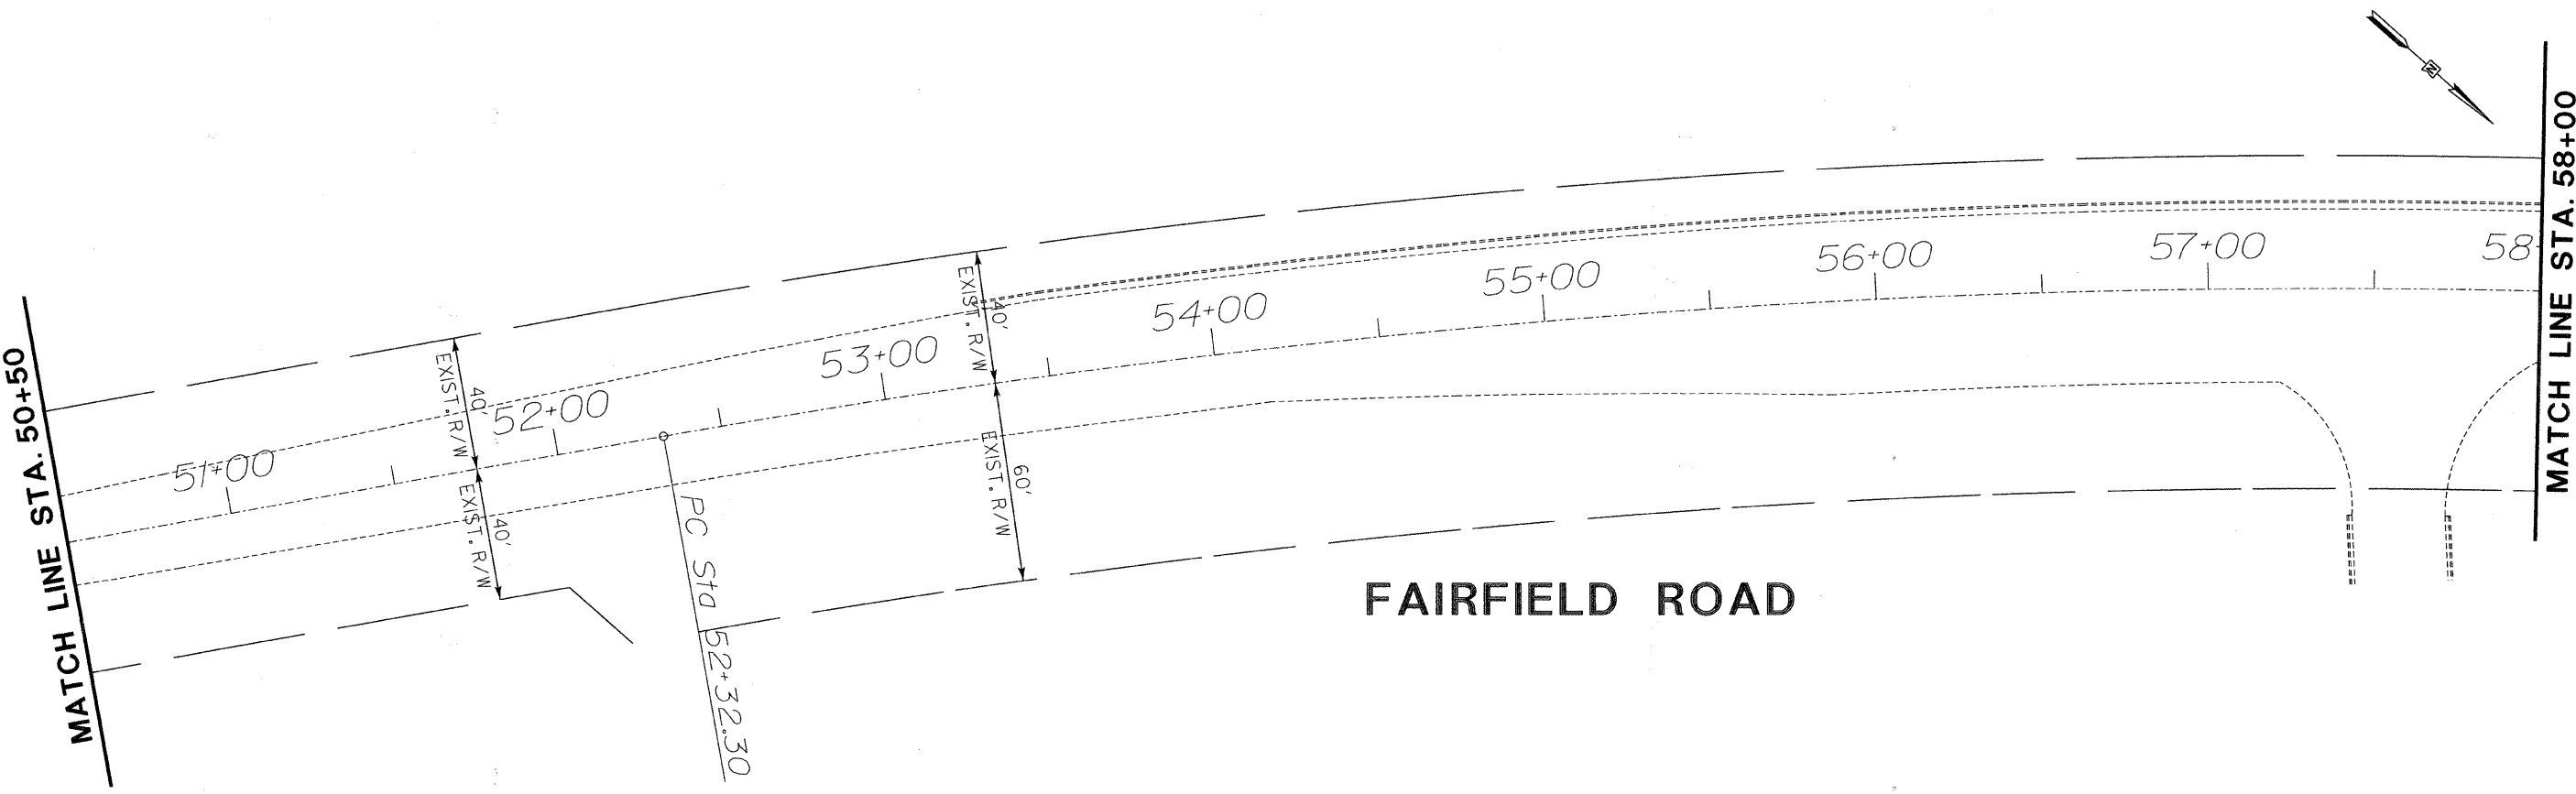 MATCH LINE STA. 50+50
51+00
EXIST. R/W
40'
EXIST. R/W
40'
52+00
PC Sta 52+32.30
53+00
EXIST. R/W
40'
EXIST. R/W
60'
54+00
55+00
56+00
57+00
58
N
MATCH LINE STA. 58+00
FAIRFIELD ROAD